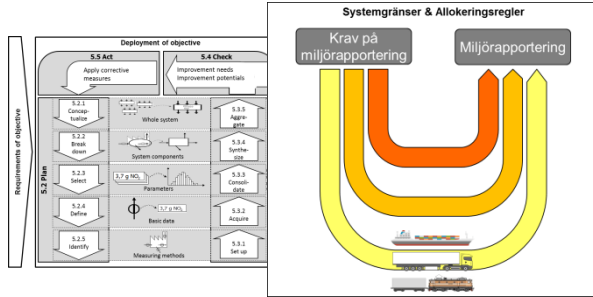 Deployment of objective
5.5 Act
5.4 Check
Apply corrective
measures
Improvement needs
Improvement potentials
Requirements of objective
5.2 Plan
5.2.1
Concep-
tualize
Whole system
5.3.5
Aggre-
gate
5.2.2
Break
down
System components
5.3.4
Synthe-
size
5.2.3
Select
3,7 g NOx
Parameters
5.3.3
Consoli-
date
5.2.4
Define
3,7 g NOx
Basic data
5.3.2
Acquire
5.2.5
Identify
Measuring methods
5.3.1
Set up
Systemgränser & Allokeringsregler
Krav på
miljörapportering
Miljörapportering